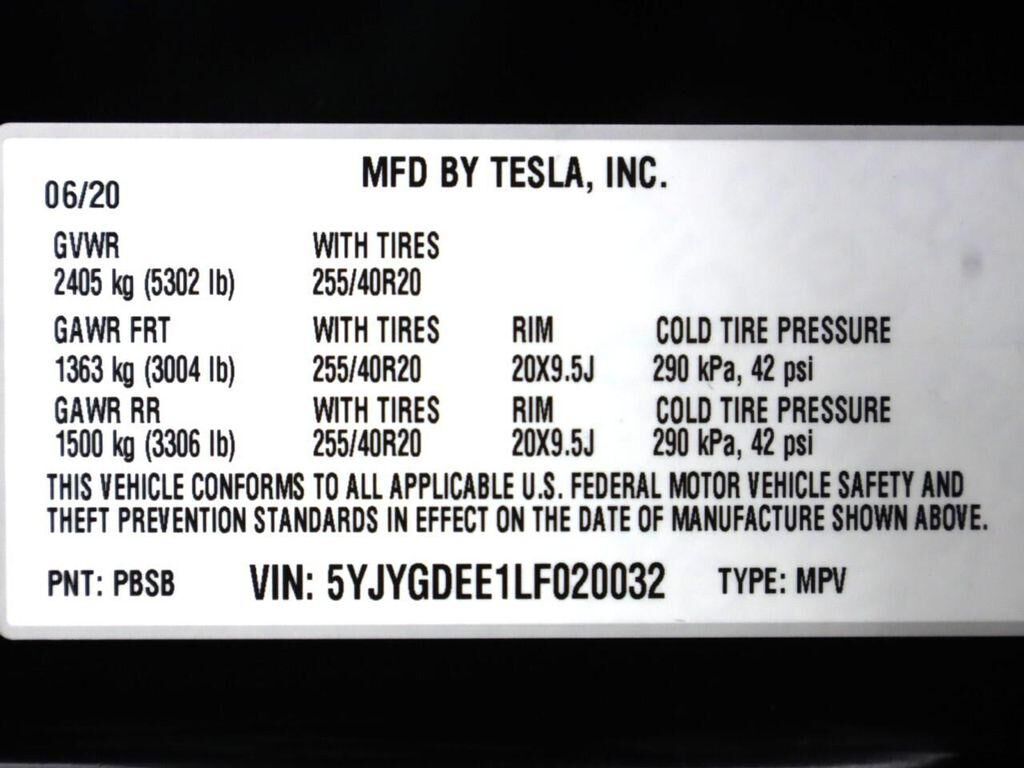 MFD BY TESLA, INC.
06/20
GVWR WITH TIRES
2405 kg (5302 lb) 255/40R20
GAWR FRT WITH TIRES RIM COLD TIRE PRESSURE
1363 kg (3004 lb) 255/40R20 20X9.5J 290 kPa, 42 psi
GAWR RR WITH TIRES RIM COLD TIRE PRESSURE
1500 kg (3306 lb) 255/40R20 20X9.5J 290 kPa, 42 psi
THIS VEHICLE CONFORMS TO ALL APPLICABLE U.S. FEDERAL MOTOR VEHICLE SAFETY AND
THEFT PREVENTION STANDARDS IN EFFECT ON THE DATE OF MANUFACTURE SHOWN ABOVE.
PNT: PBSB VIN: 5YJYGDEE1LF020032 TYPE: MPV